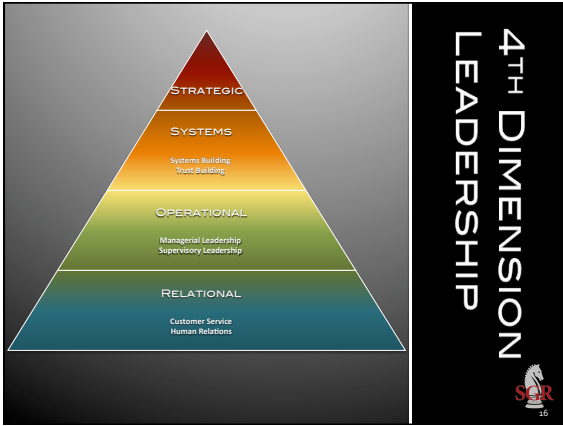 STRATEGIC
SYSTEMS
Systems Building
Trust Building
OPERATIONAL
Managerial Leadership
Supervisory Leadership
RELATIONAL
Customer Service
Human Relations
4TH DIMENSION
LEADERSHIP
SGR
16